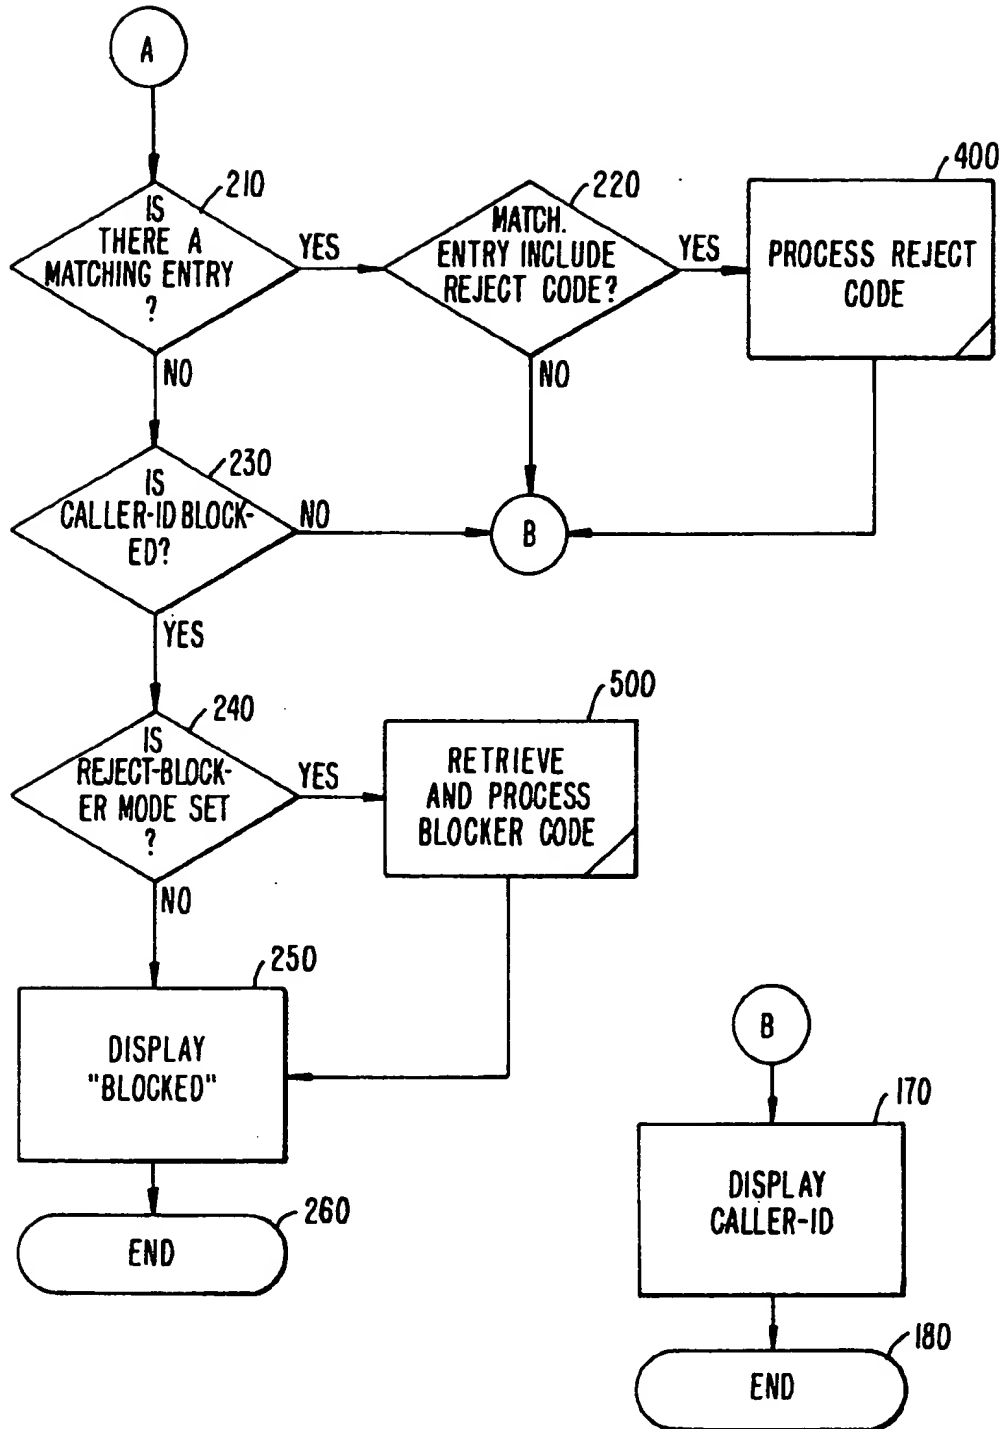 A
210
IS
THERE A
MATCHING ENTRY
?
YES
NO
220
MATCH.
ENTRY INCLUDE
REJECT CODE?
YES
NO
400
PROCESS REJECT
CODE
230
IS
CALLER-ID BLOCK-
ED?
NO
YES
B
240
IS
REJECT-BLOCK-
ER MODE SET
?
YES
NO
500
RETRIEVE
AND PROCESS
BLOCKER CODE
250
DISPLAY
"BLOCKED"
260
END
B
170
DISPLAY
CALLER-ID
180
END